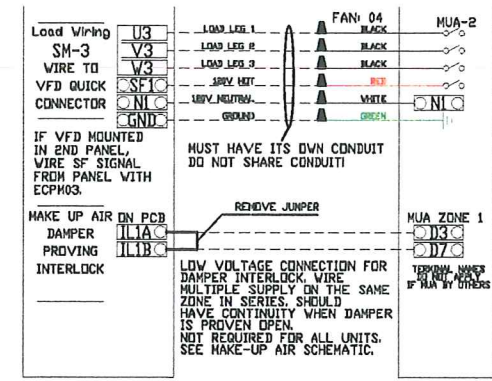 FAN: 04
MUA-2
Load Wiring
SM-3
WIRE TO
VFD QUICK
CONNECTOR
U3
V3
W3
SF1
N1
GND
LOAD LEG 1
LOAD LEG 2
LOAD LEG 3
120V HOT
120V NEUTRAL
GROUND
BLACK
BLACK
BLACK
RED
WHITE
GREEN
N1
IF VFD MOUNTED
IN 2ND PANEL,
WIRE SF SIGNAL
FROM PANEL WITH
ECPM03.
MUST HAVE ITS OWN CONDUIT
DO NOT SHARE CONDUIT!
MAKE UP AIR
DAMPER
PROVING
INTERLOCK
ON PCB
IL1A
IL1B
REMOVE JUMPER
MUA ZONE 1
D3
D7
TERMINAL NAMES
DO NOT APPLY
IF MUA BY OTHERS
LOW VOLTAGE CONNECTION FOR
DAMPER INTERLOCK. WIRE
MULTIPLE SUPPLY ON THE SAME
ZONE IN SERIES. SHOULD
HAVE CONTINUITY WHEN DAMPER
IS PROVEN OPEN.
NOT REQUIRED FOR ALL UNITS.
SEE MAKE-UP AIR SCHEMATIC.